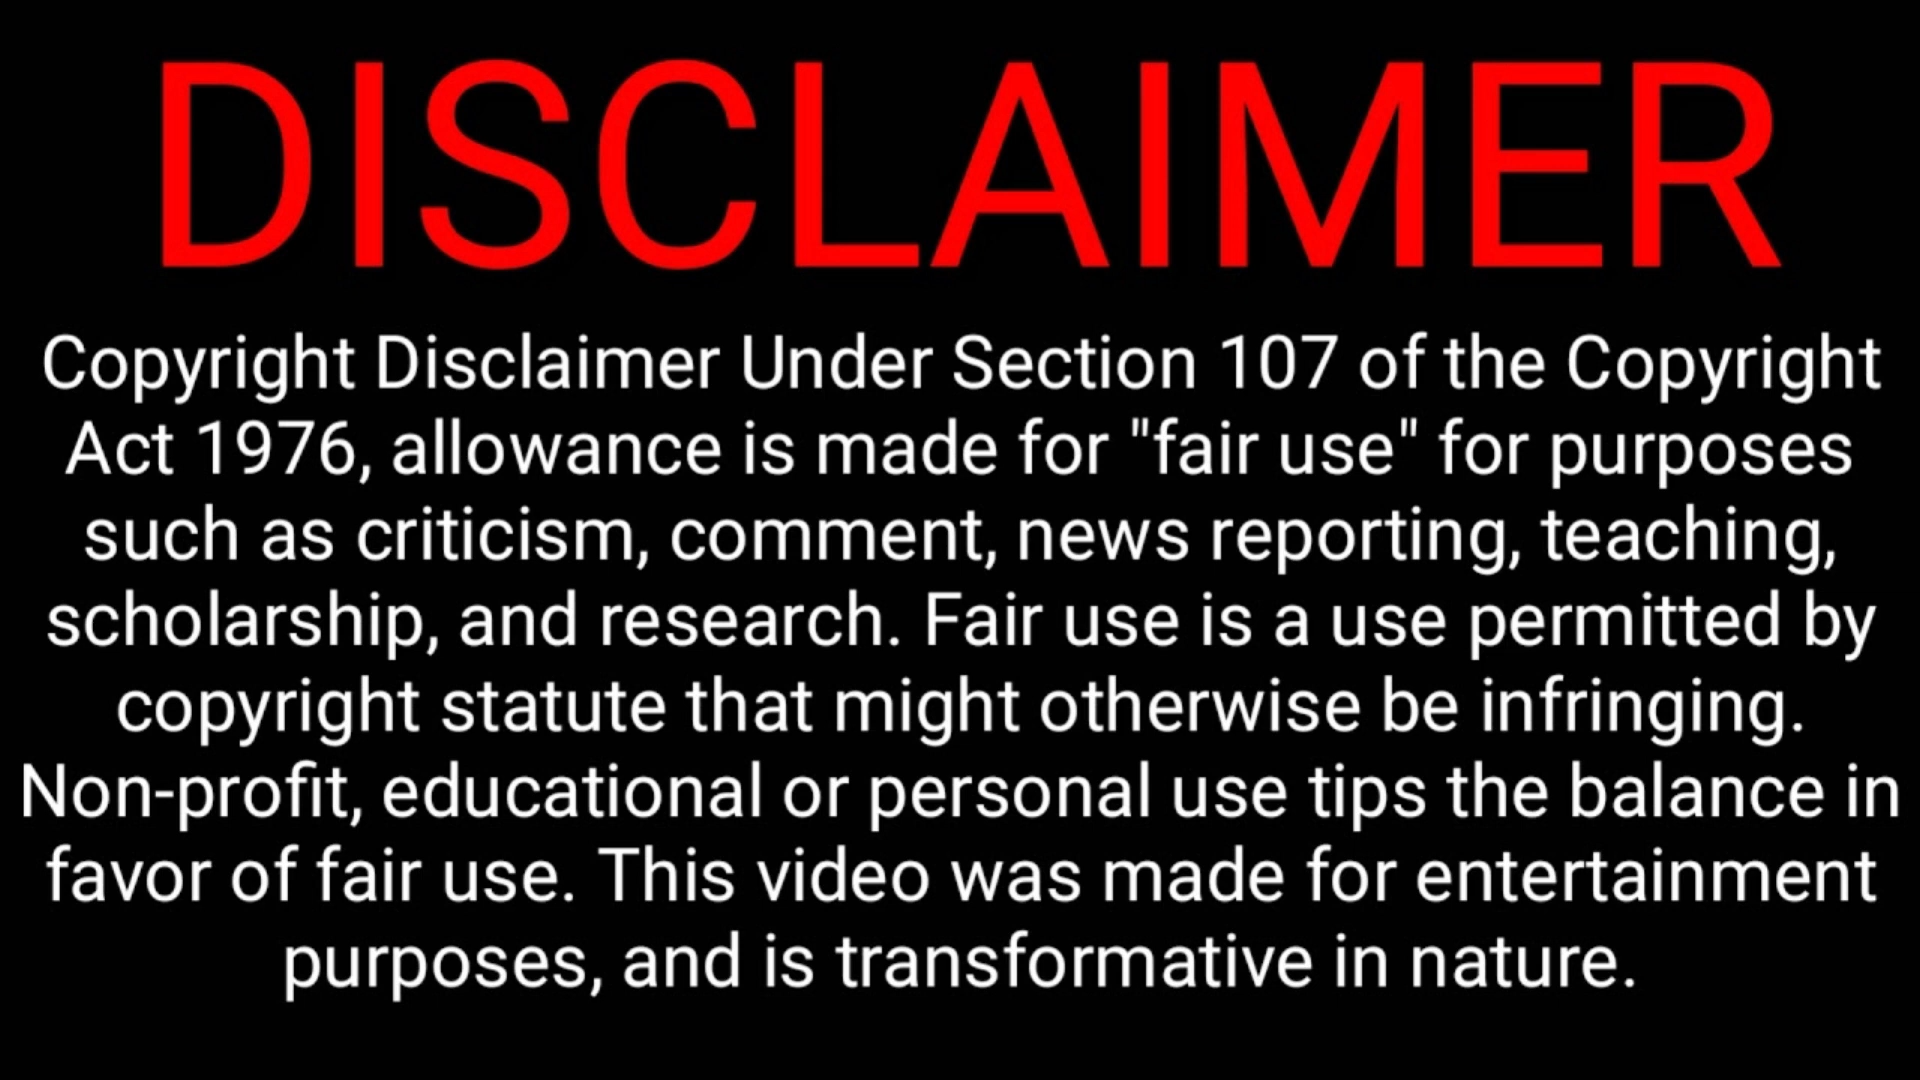 DISCLAIMER
Copyright Disclaimer Under Section 107 of the Copyright
Act 1976, allowance is made for "fair use" for purposes
such as criticism, comment, news reporting, teaching,
scholarship, and research. Fair use is a use permitted by
copyright statute that might otherwise be infringing.
Non-profit, educational or personal use tips the balance in
favor of fair use. This video was made for entertainment
purposes, and is transformative in nature.